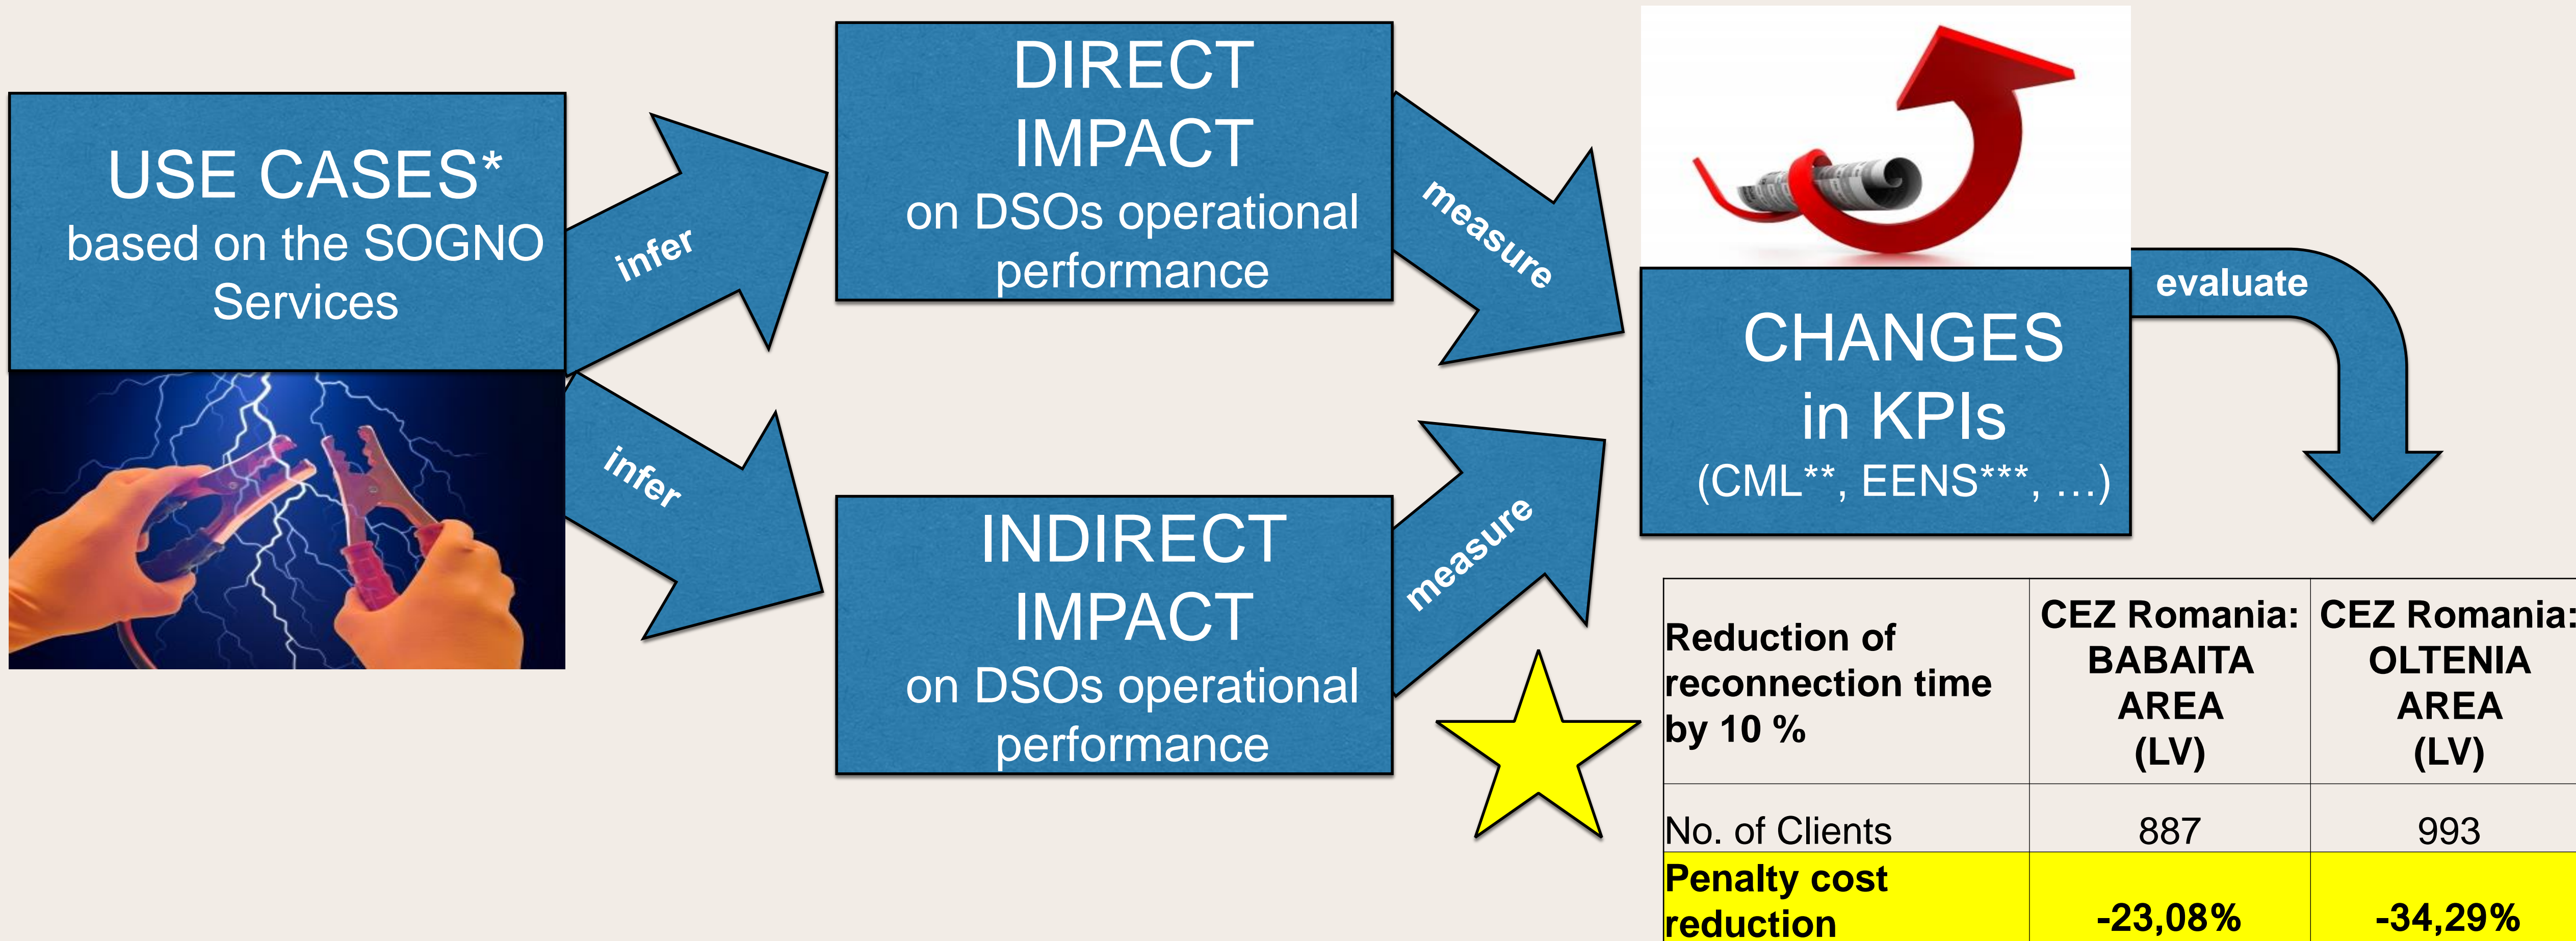 USE CASES*
based on the SOGNO
Services
infer
infer
DIRECT
IMPACT
on DSOs operational
performance
INDIRECT
IMPACT
on DSOs operational
performance
measure
measure
CHANGES
in KPIs
(CML**, EENS***, …)
evaluate
Reduction of
reconnection time
by 10 %
CEZ Romania:
BABAITA
AREA
(LV)
CEZ Romania:
OLTENIA
AREA
(LV)
No. of Clients
887
993
Penalty cost
reduction
-23,08%
-34,29%